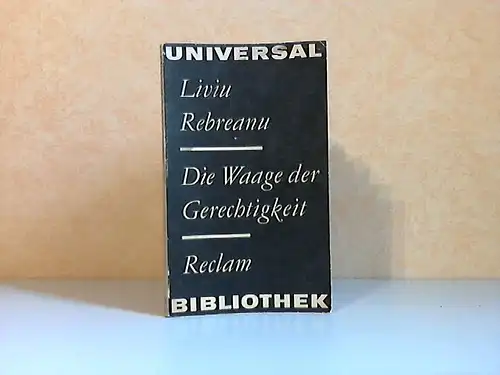 UNIVERSAL
Liviu
Rebreanu
Die Waage der
Gerechtigkeit
Reclam
BIBLIOTHEK